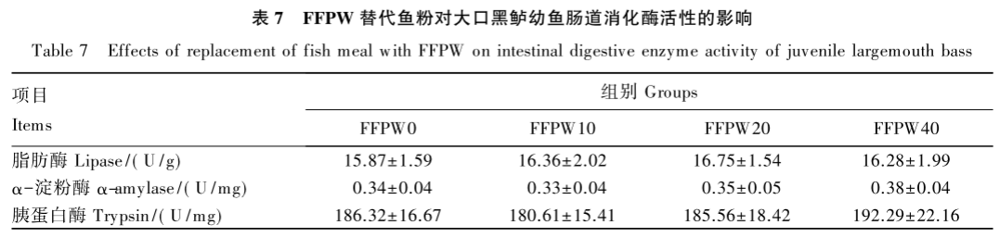 表 7 FFPW 替代鱼粉对大口黑鲈幼鱼肠道消化酶活性的影响
Table 7 Effects of replacement of fish meal with FFPW on intestinal digestive enzyme activity of juvenile largemouth bass
项目 组别 Groups
Items FFPW0 FFPW10 FFPW20 FFPW40
脂肪酶 Lipase/( U/g) 15.87±1.59 16.36±2.02 16.75±1.54 16.28±1.99
α-淀粉酶 α-amylase/( U/mg) 0.34±0.04 0.33±0.04 0.35±0.05 0.38±0.04
胰蛋白酶 Trypsin/( U/mg) 186.32±16.67 180.61±15.41 185.56±18.42 192.29±22.16